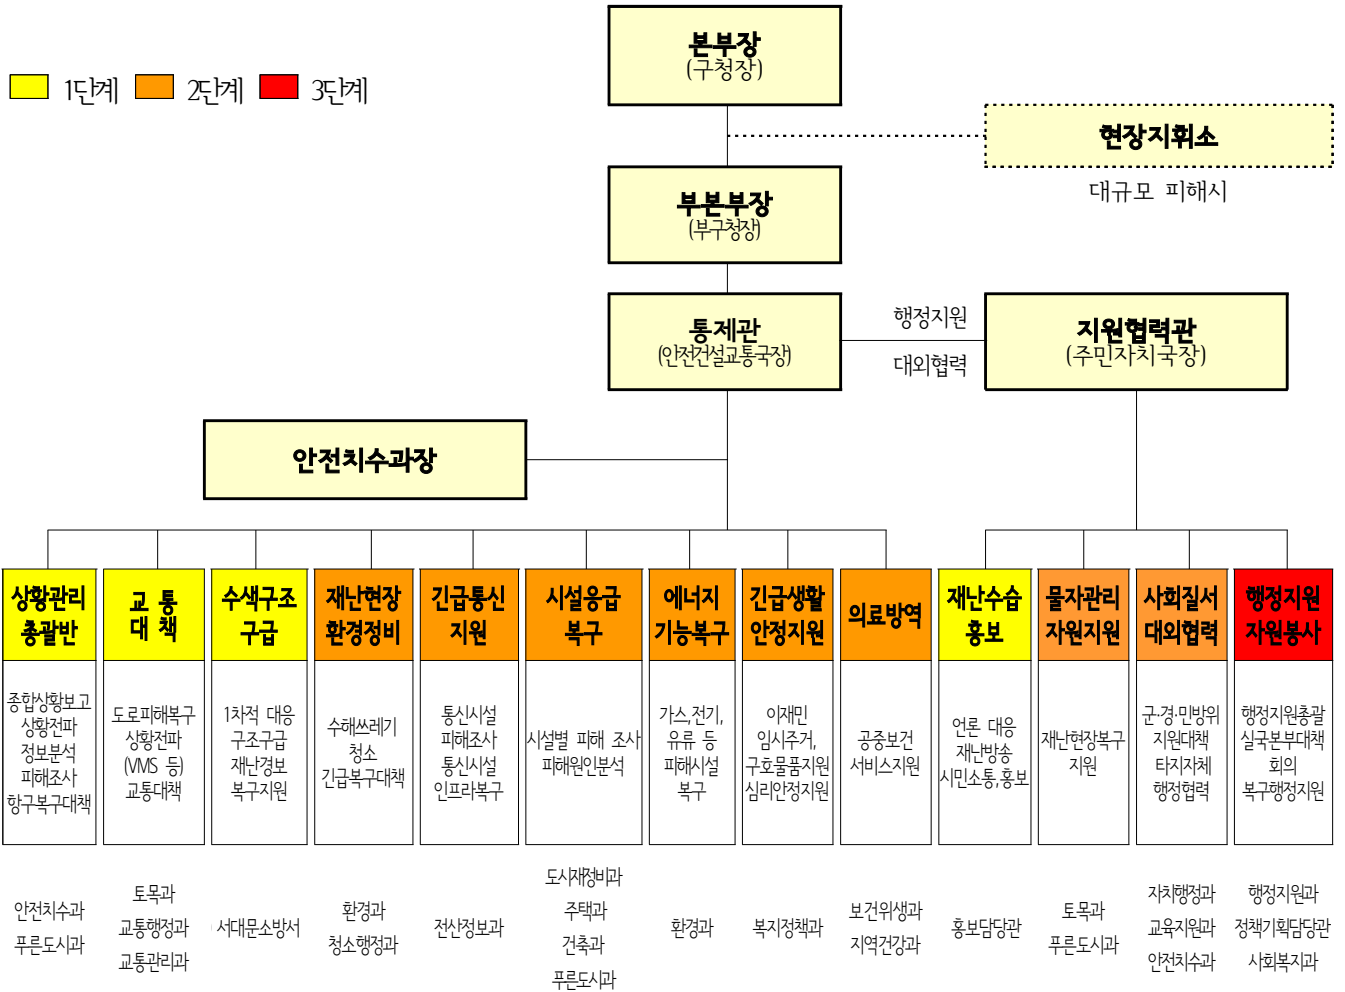 본부장
(구청장)
1단계
2단계
3단계
현장지휘소
대규모 피해시
부본부장
(부구청장)
통제관
(안전건설교통국장)
행정지원
대외협력
지원협력관
(주민자치국장)
안전치수과장
상황관리
총괄반
교 통
대 책
수색구조
구급
재난현장
환경정비
긴급통신
지원
시설응급
복구
에너지
기능복구
긴급생활
안정지원
의료방역
재난수습
홍보
물자관리
자원지원
사회질서
대외협력
행정지원
자원봉사
종합상황보고
상황전파
정보분석
피해조사
항구복구대책
도로피해복구
상황전파
(VMS 등)
교통대책
1차적 대응
구조구급
재난경보
복구지원
수해쓰레기
청소
긴급복구대책
통신시설
피해조사
통신시설
인프라복구
시설별 피해 조사
피해원인분석
가스,전기,
유류 등
피해시설
복구
이재민
임시주거,
구호물품지원
심리안정지원
공중보건
서비스지원
언론 대응
재난방송
시민소통,홍보
재난현장복구
지원
군·경·민방위
지원대책
타지자체
행정협력
행정지원총괄
실국본부대책
회의
복구행정지원
안전치수과
푸른도시과
토목과
교통행정과
교통관리과
서대문소방서
환경과
청소행정과
전산정보과
도시재정비과
주택과
건축과
푸른도시과
환경과
복지정책과
보건위생과
지역건강과
홍보담당관
토목과
푸른도시과
자치행정과
교육지원과
안전치수과
행정지원과
정책기획담당관
사회복지과